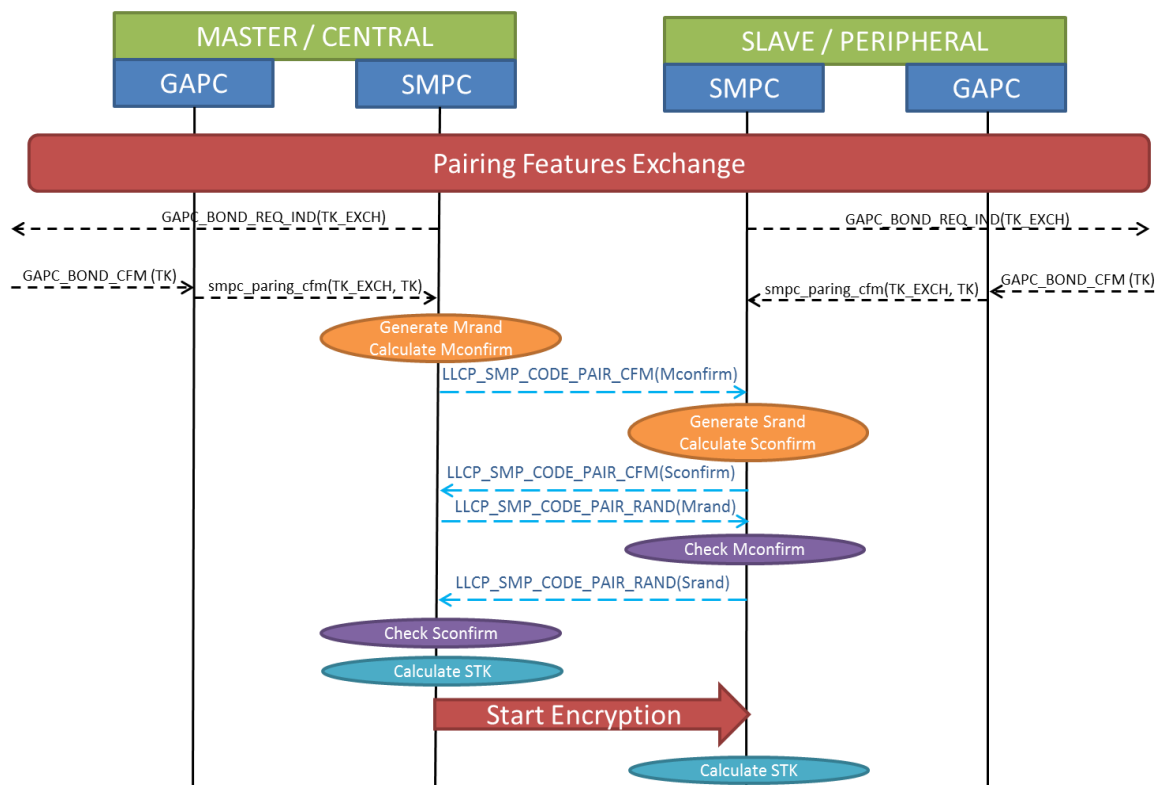 MASTER / CENTRAL
SLAVE / PERIPHERAL
GAPC
SMPC
SMPC
GAPC
Pairing Features Exchange
GAPC_BOND_REQ_IND(TK_EXCH)
GAPC_BOND_REQ_IND(TK_EXCH)
GAPC_BOND_CFM (TK)
smpc_paring_cfm(TK_EXCH, TK)
smpc_paring_cfm(TK_EXCH, TK)
GAPC_BOND_CFM (TK)
Generate Mrand
Calculate Mconfirm
LLCP_SMP_CODE_PAIR_CFM(Mconfirm)
Generate Srand
Calculate Sconfirm
LLCP_SMP_CODE_PAIR_CFM(Sconfirm)
LLCP_SMP_CODE_PAIR_RAND(Mrand)
Check Mconfirm
LLCP_SMP_CODE_PAIR_RAND(Srand)
Check Sconfirm
Calculate STK
Start Encryption
Calculate STK